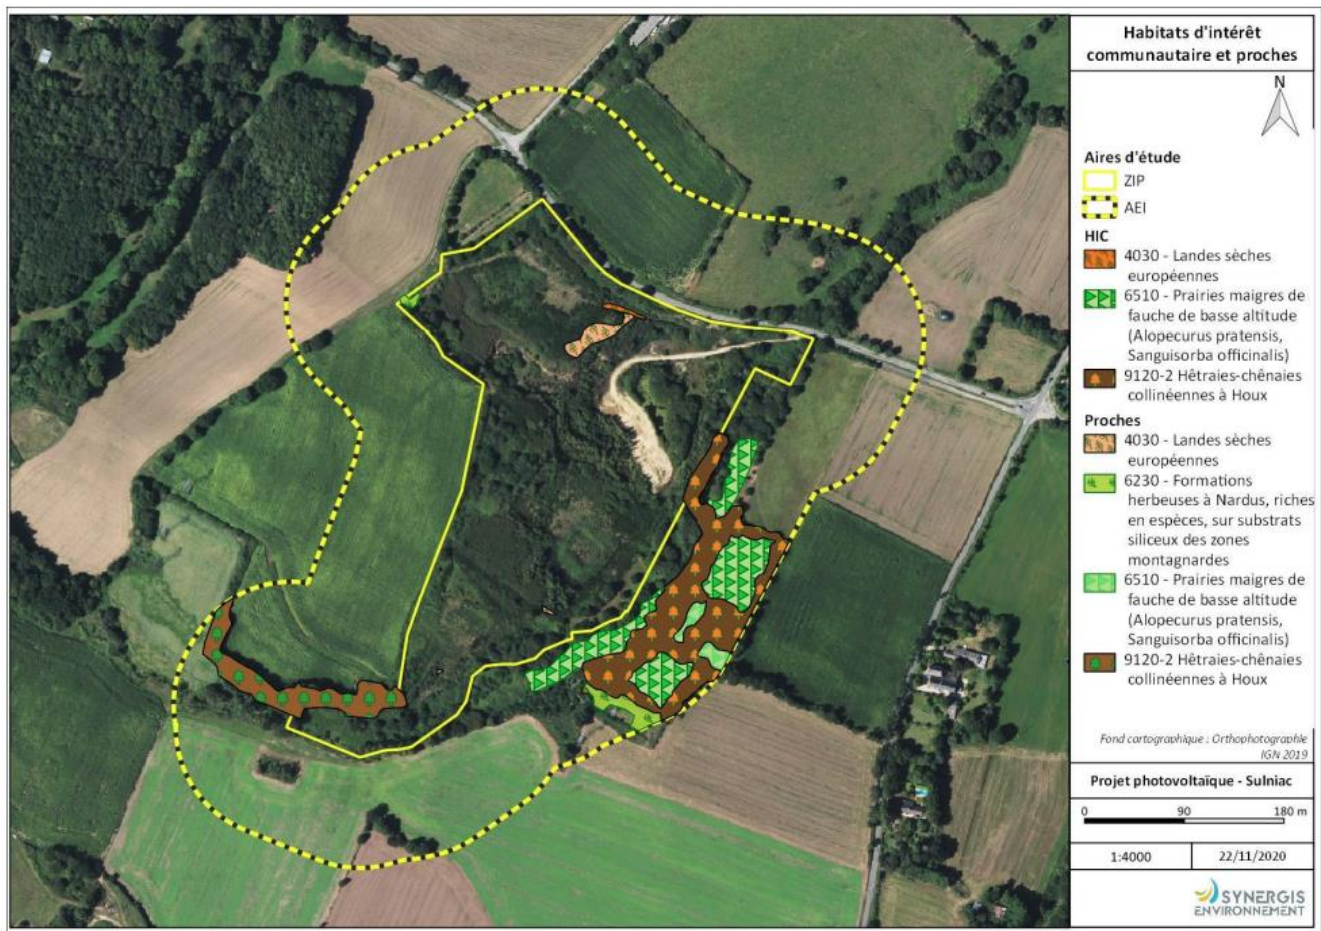 Habitats d'intérêt
communautaire et proches
N
Aires d'étude
ZIP
AEI
HIC
4030 - Landes sèches
européennes
6510 - Prairies maigres de
fauche de basse altitude
(Alopecurus pratensis,
Sanguisorba officinalis)
9120-2 Hêtraies-chênaies
collinéennes à Houx
Proches
4030 - Landes sèches
européennes
6230 - Formations
herbeuses à Nardus, riches
en espèces, sur substrats
siliceux des zones
montagnardes
6510 - Prairies maigres de
fauche de basse altitude
(Alopecurus pratensis,
Sanguisorba officinalis)
9120-2 Hêtraies-chênaies
collinéennes à Houx
Fond cartographique : Orthophotographie
IGN 2019
Projet photovoltaïque - Sulniac
0 90 180 m
1:4000 22/11/2020
SYNERGIS
ENVIRONNEMENT